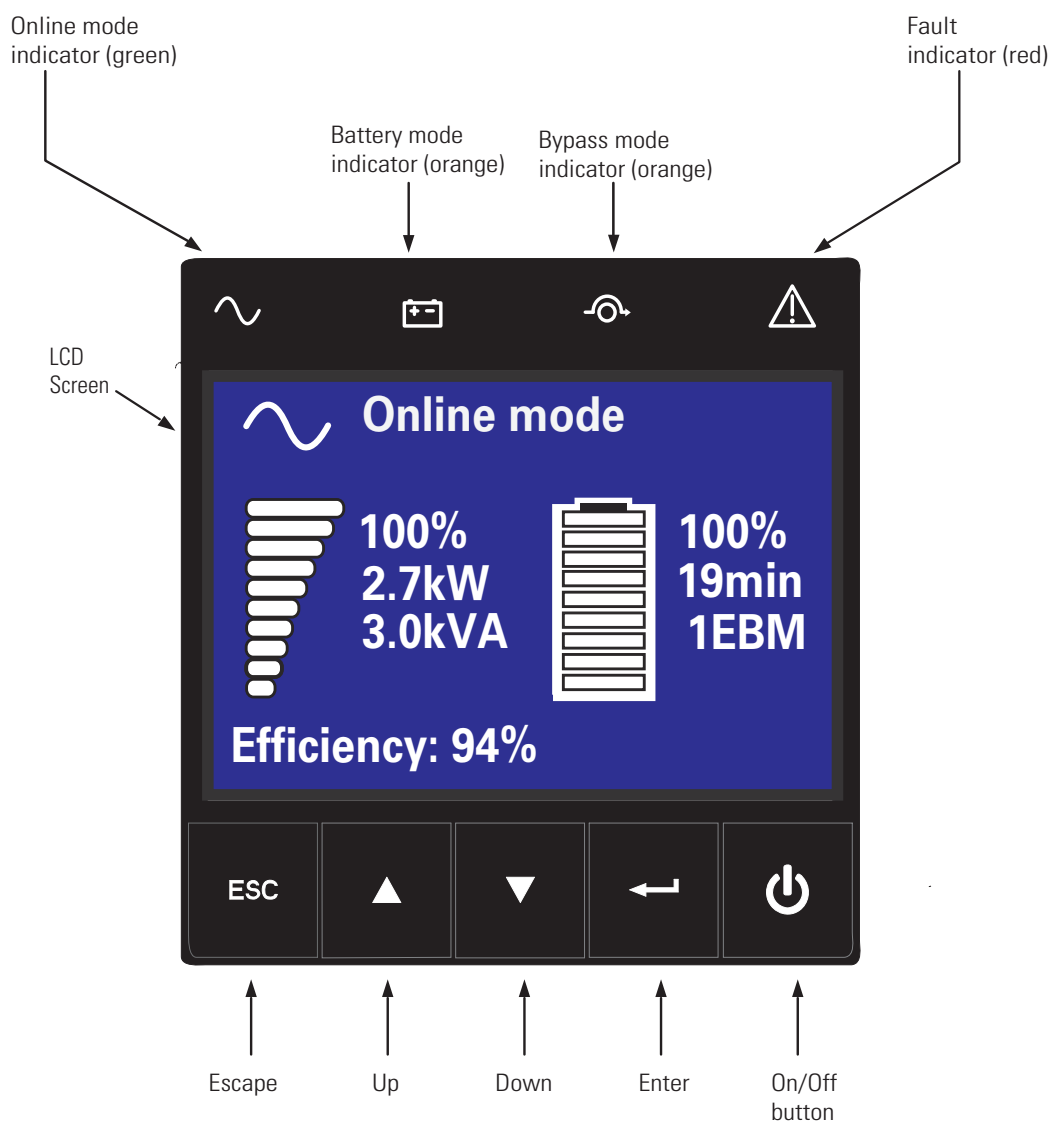 Online mode
indicator (green)
Fault
indicator (red)
Battery mode
indicator (orange)
Bypass mode
indicator (orange)
LCD
Screen
Online mode
100%
2.7kW
3.0kVA
100%
19min
1EBM
Efficiency: 94%
ESC
Escape
Up
Down
Enter
On/Off
button